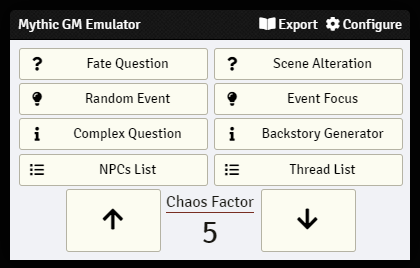 Mythic GM Emulator Export Configure
Fate Question Scene Alteration
Random Event Event Focus
Complex Question Backstory Generator
NPCs List Thread List
Chaos Factor
5